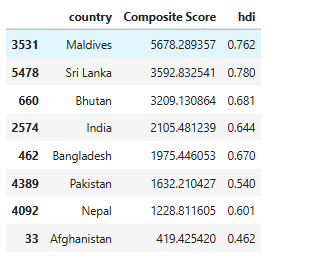 country Composite Score hdi
3531 Maldives 5678.289357 0.762
5478 Sri Lanka 3592.832541 0.780
660 Bhutan 3209.130864 0.681
2574 India 2105.481239 0.644
462 Bangladesh 1975.446053 0.670
4389 Pakistan 1632.210427 0.540
4092 Nepal 1228.811605 0.601
33 Afghanistan 419.425420 0.462